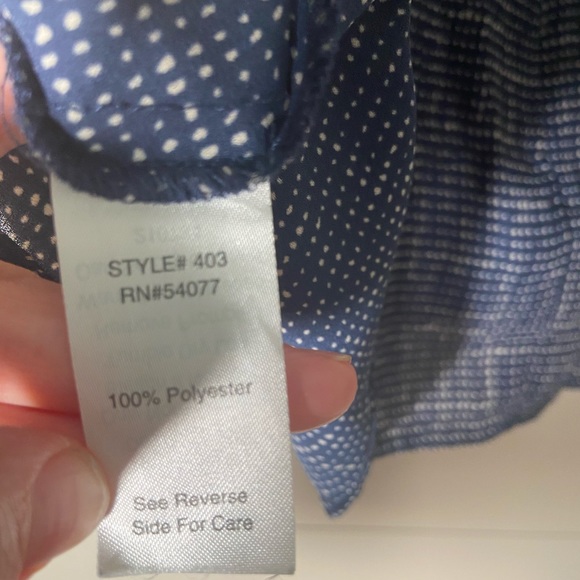 STYLE# 403
RN#54077
100% Polyester
See Reverse
Side For Care